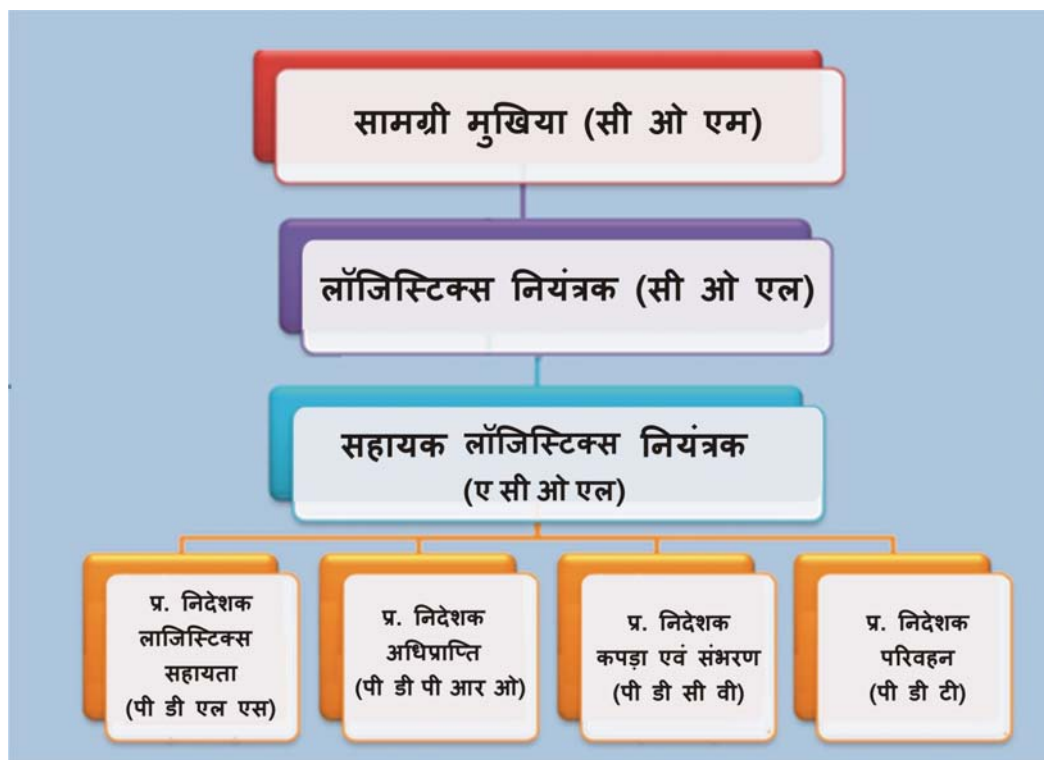 सामग्री मुखिया (सी ओ एम)
लॉजिस्टिक्स नियंत्रक (सी ओ एल)
सहायक लॉजिस्टिक्स नियंत्रक
(ए सी ओ एल)
प्र. निदेशक
लाजिस्टिक्स
सहायता
(पी डी एल एस)
प्र. निदेशक
अधिप्राप्ति
(पी डी पी आर ओ)
प्र. निदेशक
कपड़ा एवं संभरण
(पी डी सी वी)
प्र. निदेशक
परिवहन
(पी डी टी)